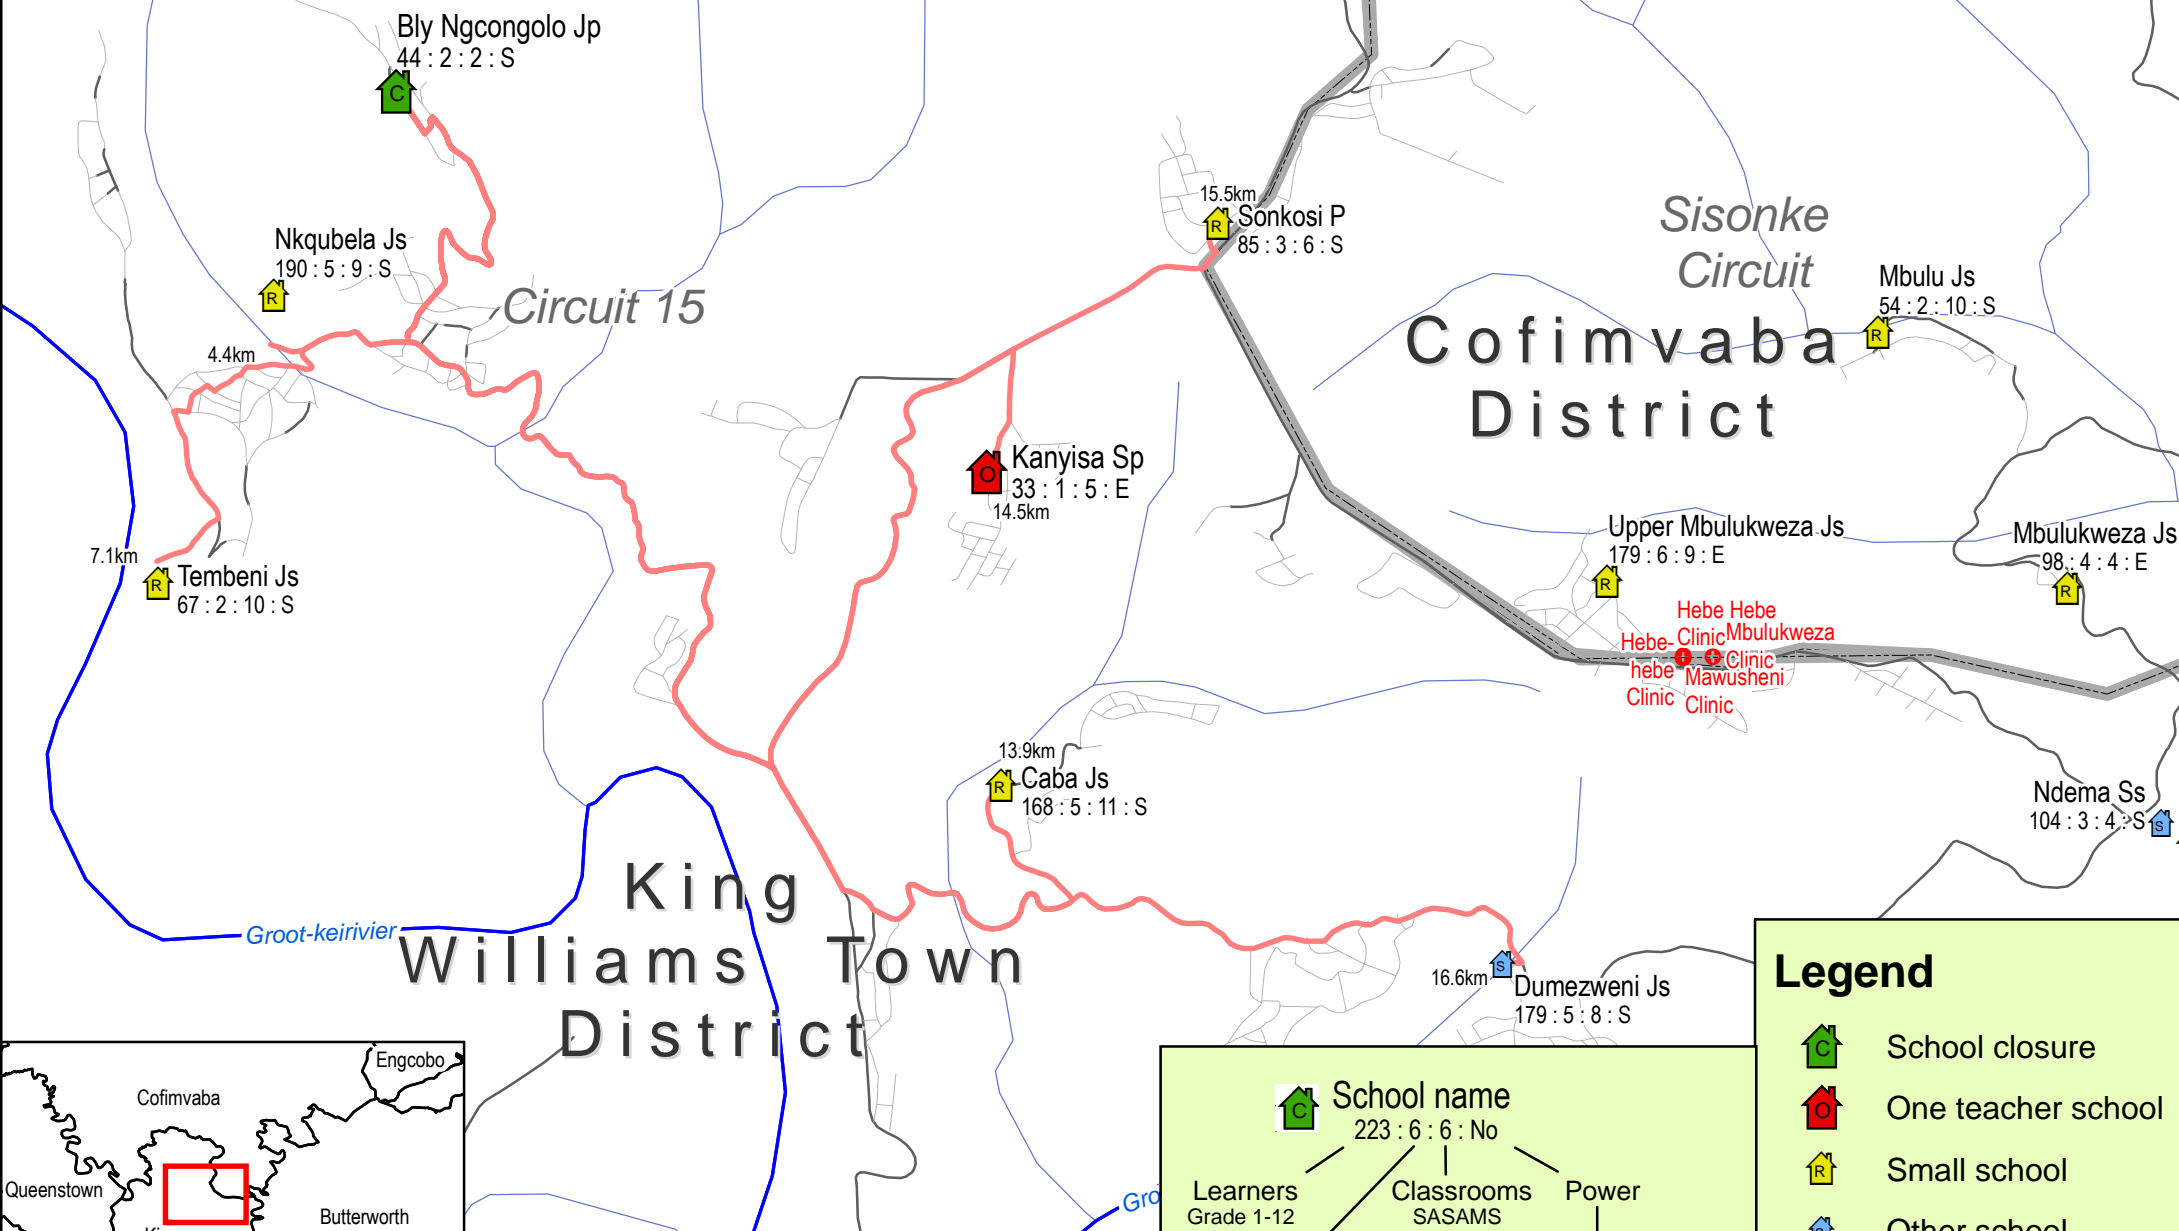 Bly Ngcongolo Jp
44 : 2 : 2 : S
C
15.5km
R
Sonkosi P
85 : 3 : 6 : S
Sisonke
Circuit
Nkqubela Js
190 : 5 : 9 : S
R
Circuit 15
Mbulu Js
54 : 2 : 10 : S
R
Cofimvaba
District
4.4km
Kanyisa Sp
O
33 : 1 : 5 : E
14.5km
Upper Mbulukweza Js
179 : 6 : 9 : E
R
Mbulukweza Js
98 : 4 : 4 : E
R
7.1km
R
Tembeni Js
67 : 2 : 10 : S
Hebe Hebe
Clinic
Mbulukweza
Clinic
Hebe-
hebe
Clinic
Mawusheni
Clinic
13.9km
R
Caba Js
168 : 5 : 11 : S
Ndema Ss
104 : 3 : 4 : S
S
King
Williams Town
District
Groot-keirivier
S
16.6km
Dumezweni Js
179 : 5 : 8 : S
Legend
C School closure
O One teacher school
R Small school
Other school
C School name
223 : 6 : 6 : No
Learners
Grade 1-12
Classrooms
SASAMS
Power
Gro
Engcobo
Cofimvaba
Queenstown
Butterworth